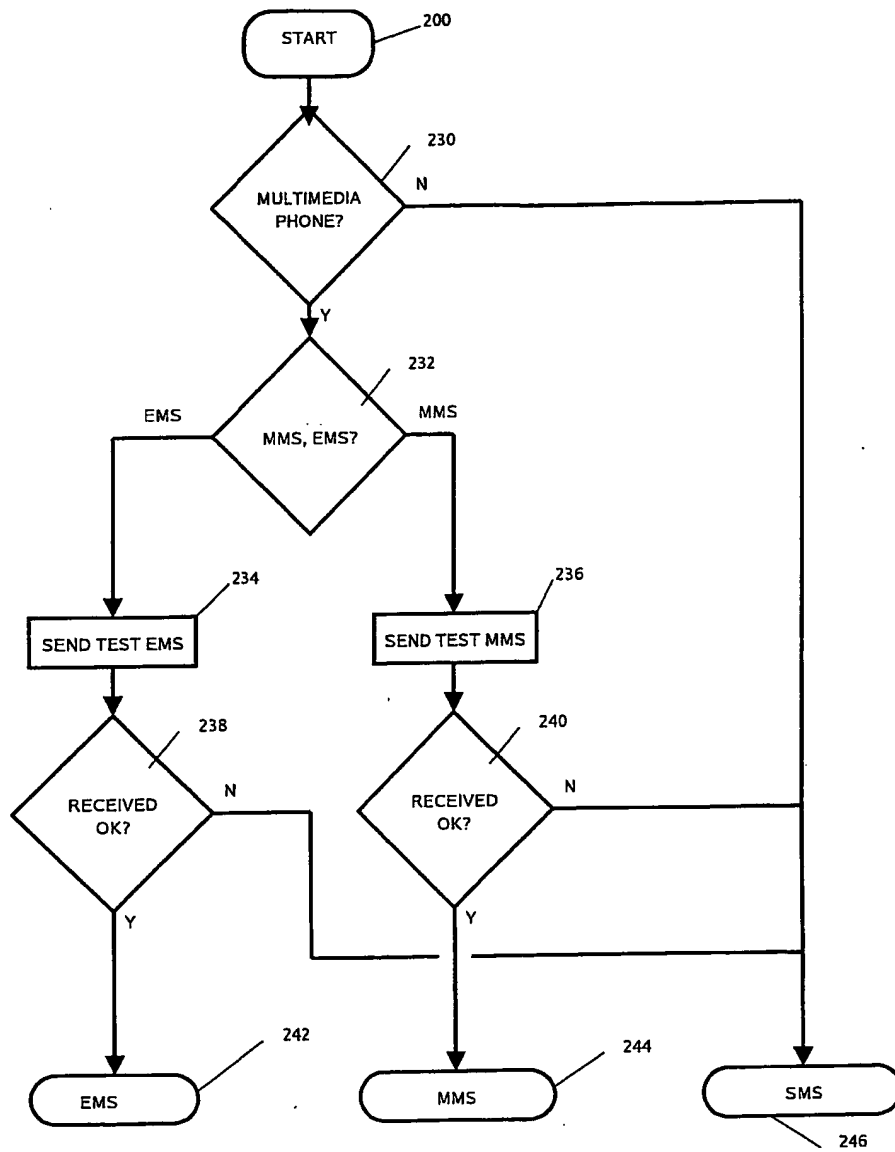 START
200
230
MULTIMEDIA
PHONE?
N
Y
232
EMS
MMS
MMS, EMS?
234
236
SEND TEST EMS
SEND TEST MMS
238
240
RECEIVED
OK?
N
RECEIVED
OK?
N
Y
Y
242
244
EMS
MMS
SMS
246